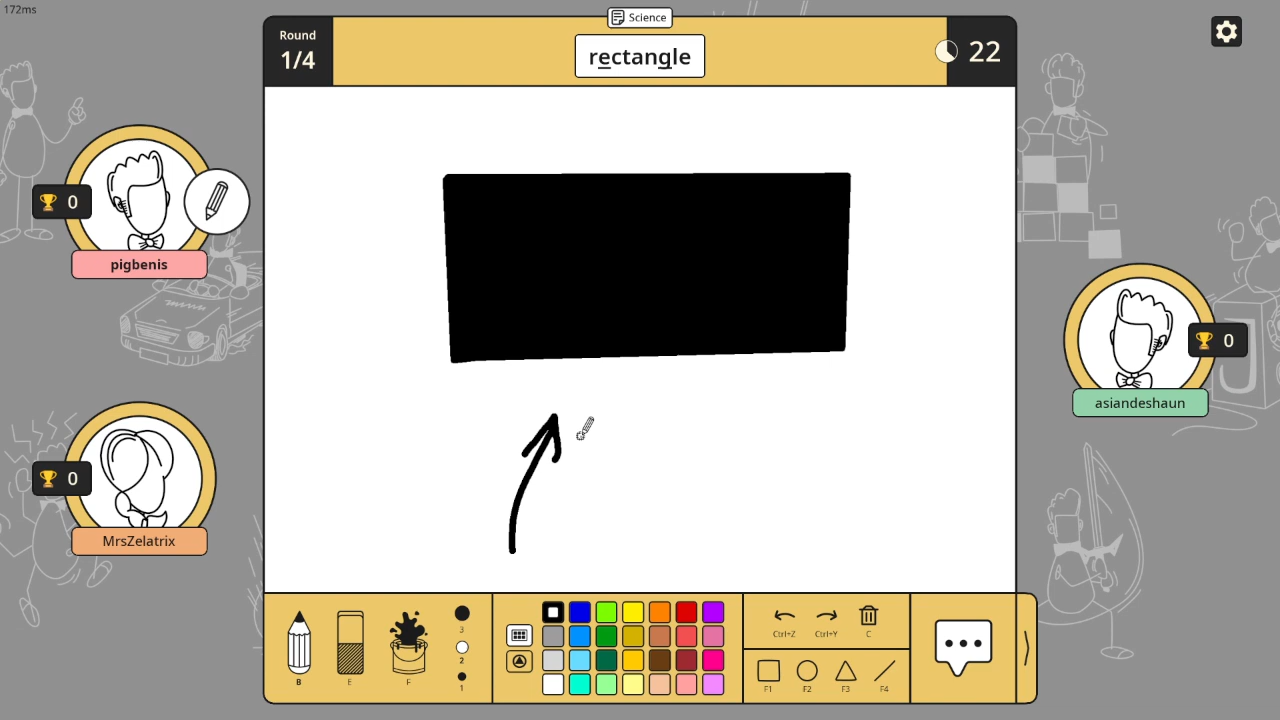 172ms
Science
Round
1/4
rectangle
22
0
pigbenis
0
MrsZelatrix
0
asiandeshaun
J
B
E
F
3
2
1
Ctrl+Z
Ctrl+Y
C
F1
F2
F3
F4